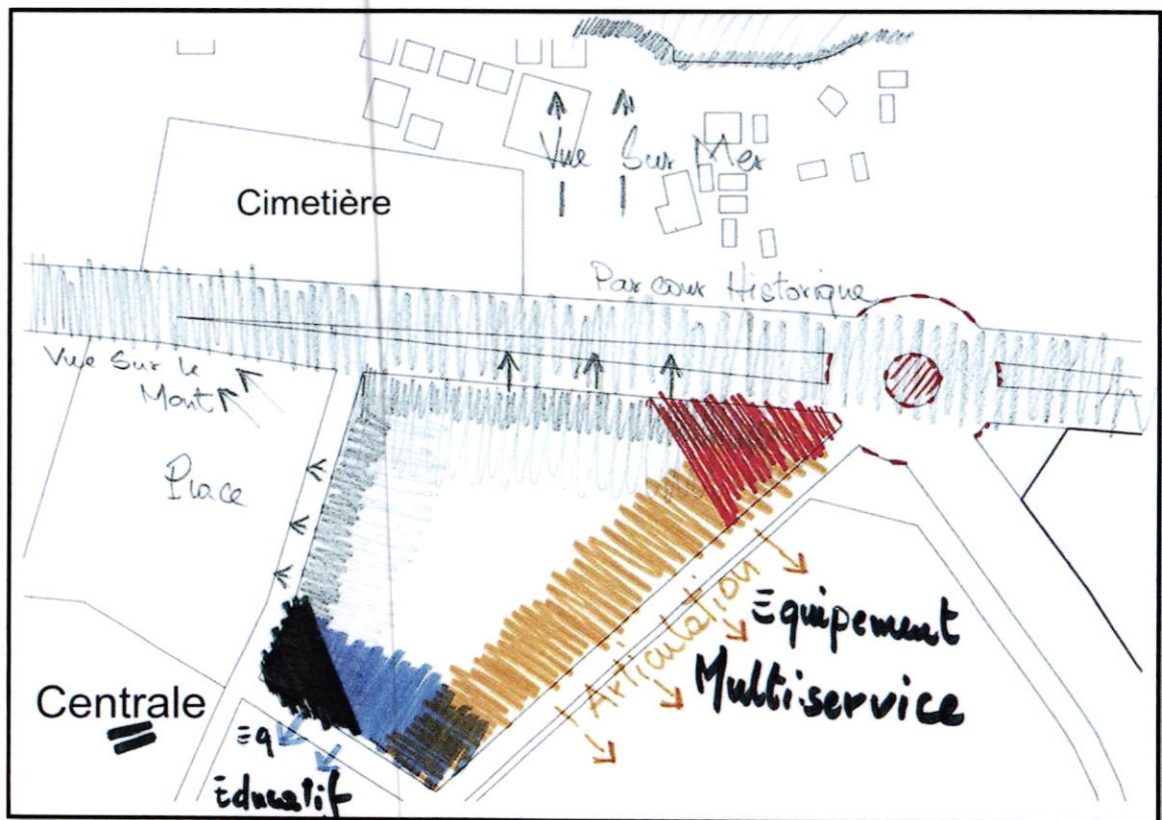 Vue Sur Mer
Cimetière
Parcour Historique
Vue Sur le
Mont
Place
Articulation
Equipement
Multiservice
Centrale
Eq
Educatif